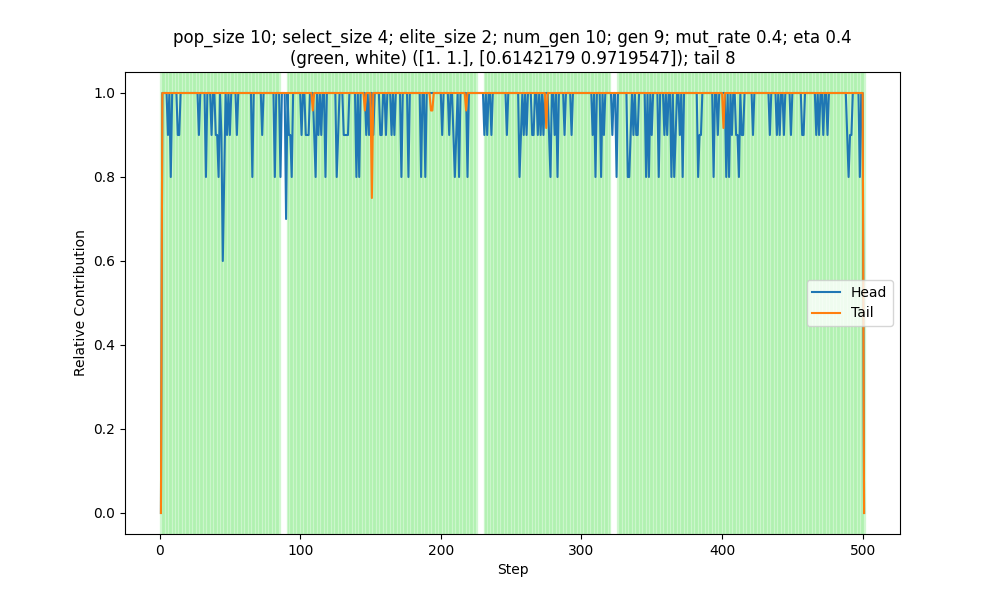 pop_size 10; select_size 4; elite_size 2; num_gen 10; gen 9; mut_rate 0.4; eta 0.4
(green, white) ([1. 1.], [0.6142179 0.9719547]); tail 8
1.0
0.8
0.6
0.4
0.2
0.0
Relative Contribution
Head
Tail
0 100 200 300 400 500
Step